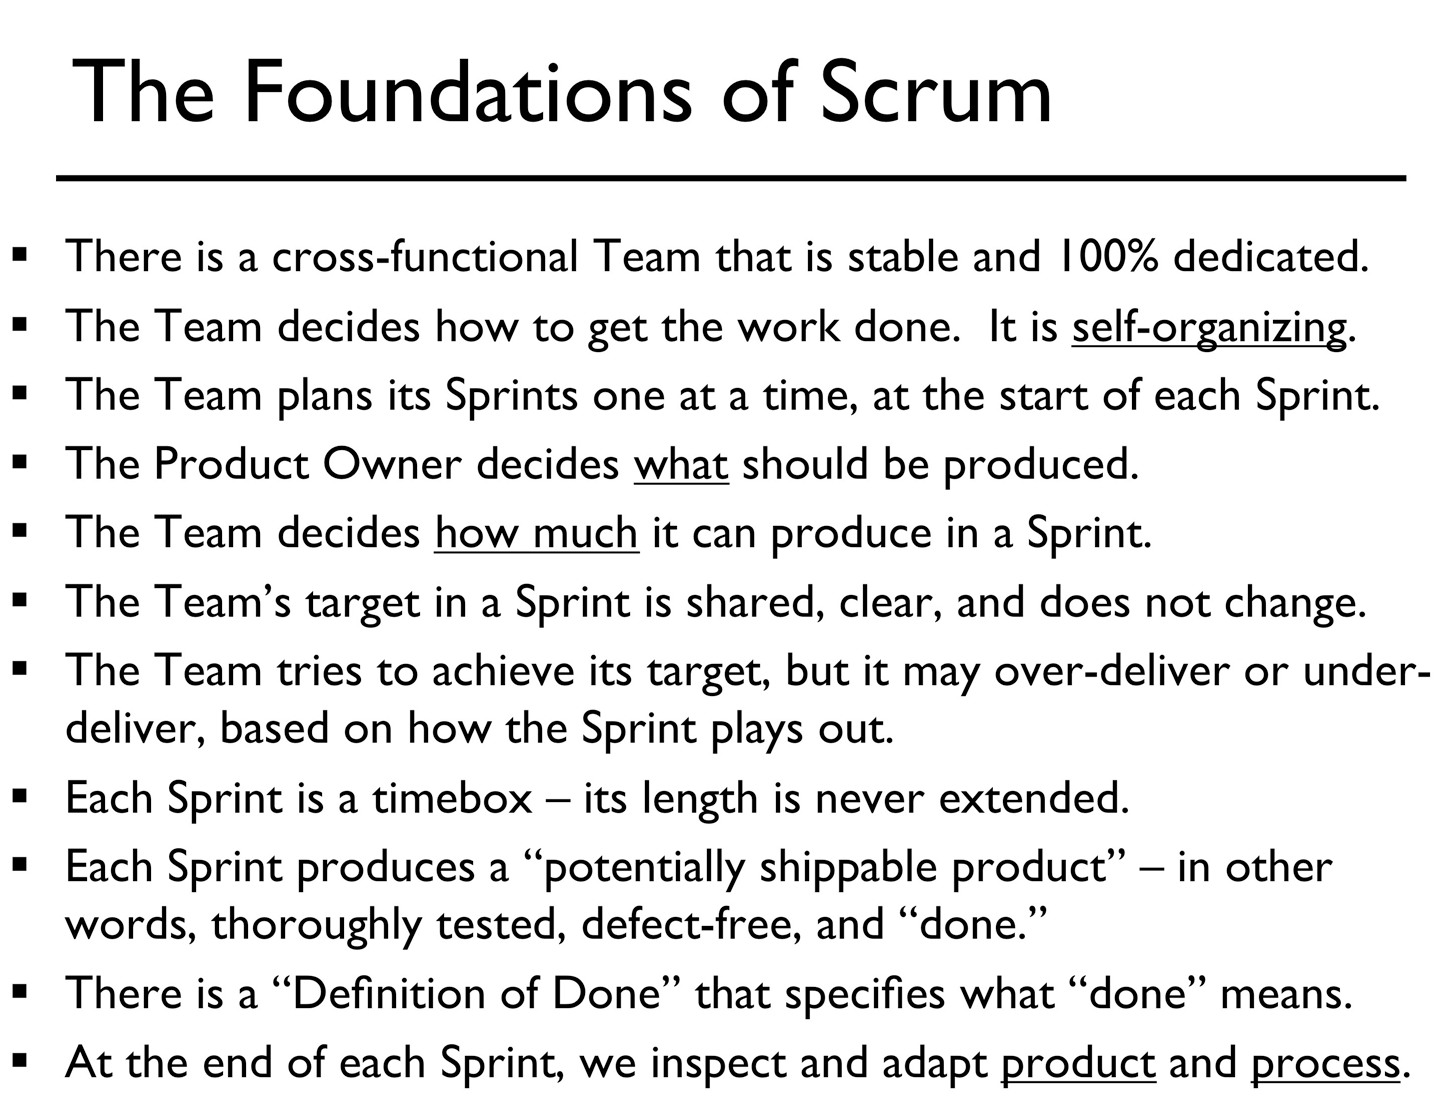 The Foundations of Scrum
▪ There is a cross-functional Team that is stable and 100% dedicated.
▪ The Team decides how to get the work done.  It is self-organizing.
▪ The Team plans its Sprints one at a time, at the start of each Sprint.
▪ The Product Owner decides what should be produced.
▪ The Team decides how much it can produce in a Sprint.
▪ The Team’s target in a Sprint is shared, clear, and does not change.
▪ The Team tries to achieve its target, but it may over-deliver or under-
deliver, based on how the Sprint plays out.
▪ Each Sprint is a timebox – its length is never extended.
▪ Each Sprint produces a “potentially shippable product” – in other
words, thoroughly tested, defect-free, and “done.”
▪ There is a “Definition of Done” that specifies what “done” means.
▪ At the end of each Sprint, we inspect and adapt product and process.